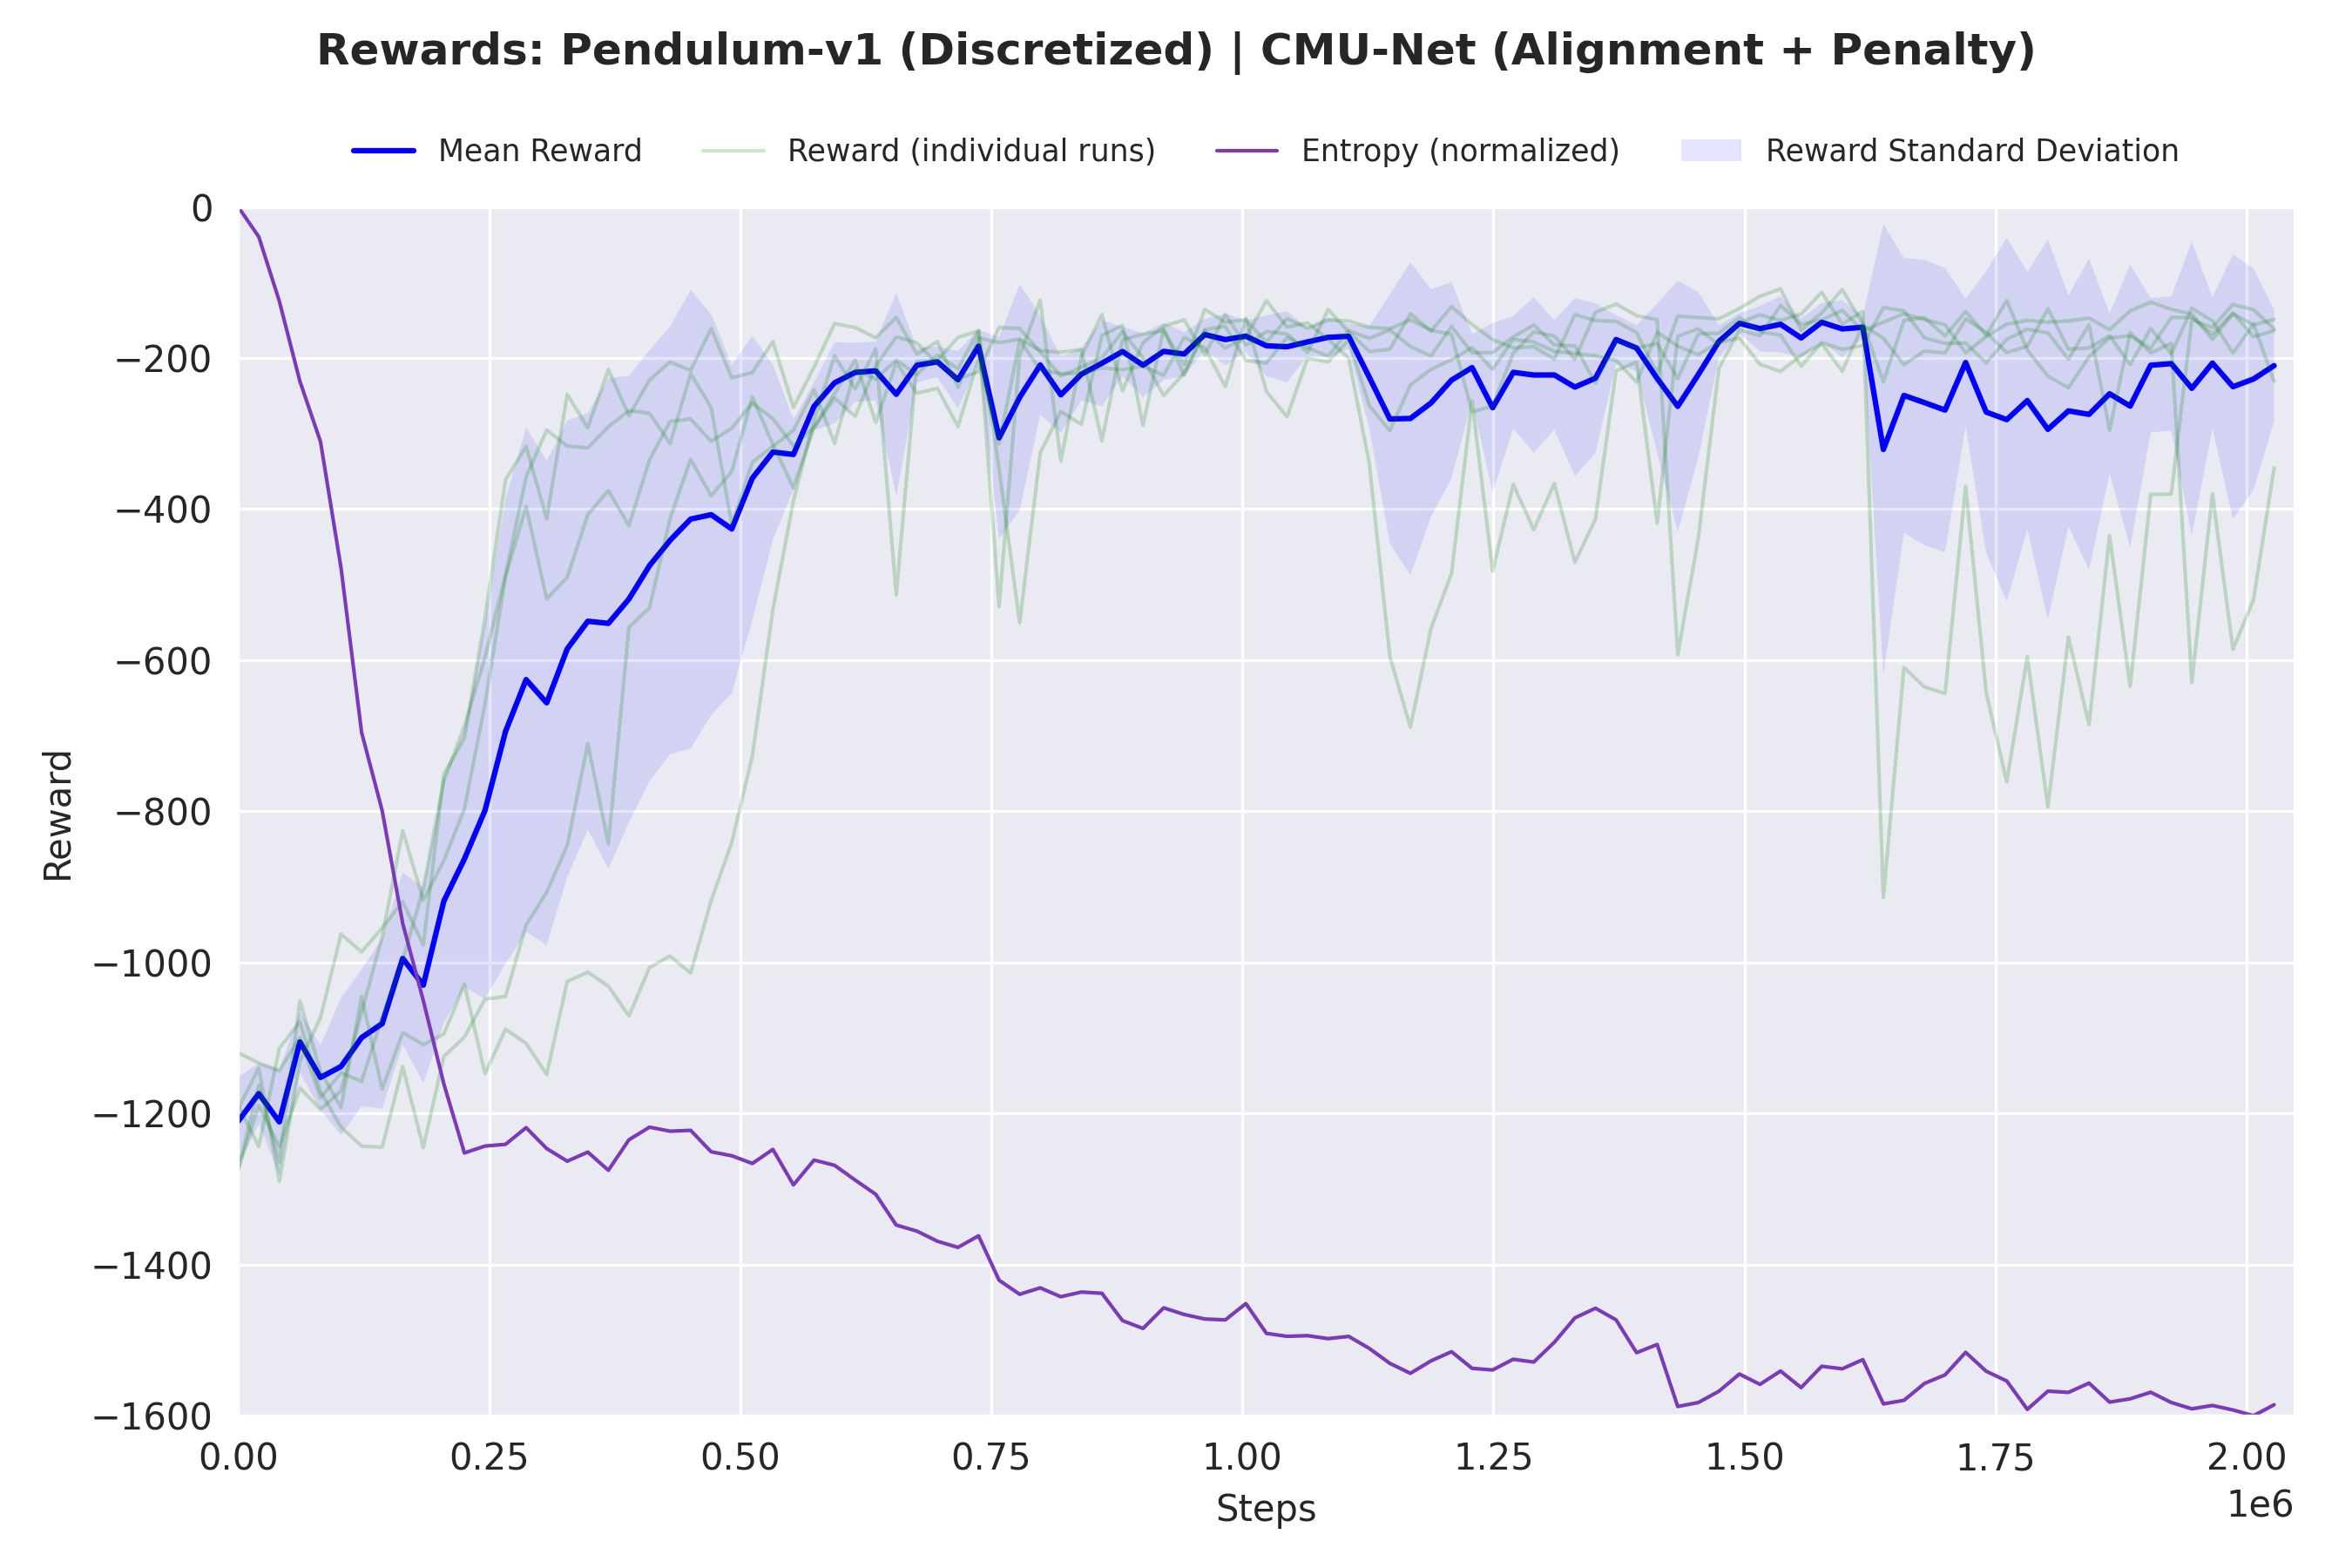 Rewards: Pendulum-v1 (Discretized) | CMU-Net (Alignment + Penalty)
Mean Reward
Reward (individual runs)
Entropy (normalized)
Reward Standard Deviation
0
−200
−400
−600
−800
−1000
−1200
−1400
−1600
Reward
0.00
0.25
0.50
0.75
1.00
1.25
1.50
1.75
2.00
1e6
Steps